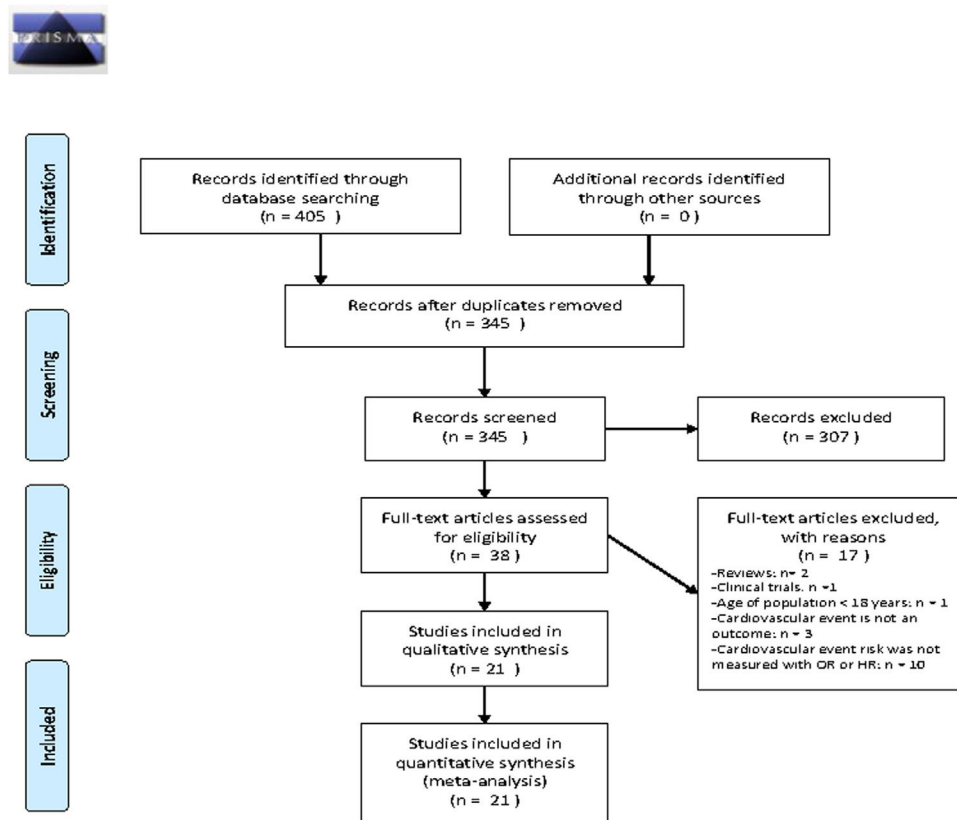 PRISMA
Identification
Records identified through
database searching
(n = 405 )
Additional records identified
through other sources
(n = 0 )
Records after duplicates removed
(n = 345 )
Screening
Records screened
(n = 345 )
Records excluded
(n = 307 )
Eligibility
Full-text articles assessed
for eligibility
(n = 38 )
Full-text articles excluded,
with reasons
(n = 17 )
-Reviews: n= 2
-Clinical trials. n =1
-Age of population < 18 years: n = 1
-Cardiovascular event is not an
outcome: n = 3
-Cardiovascular event risk was not
measured with OR or HR: n = 10
Studies included in
qualitative synthesis
(n = 21 )
Included
Studies included in
quantitative synthesis
(meta-analysis)
(n = 21 )